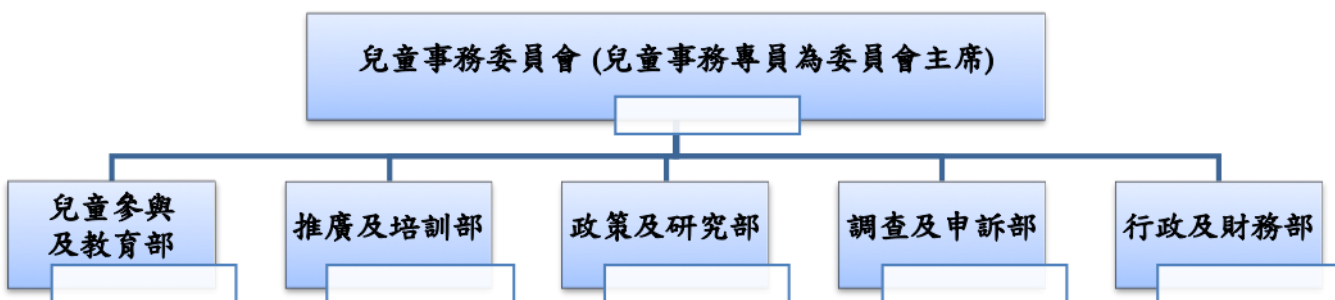 兒童事務委員會 (兒童事務專員為委員會主席)
兒童參與
及教育部
推廣及培訓部
政策及研究部
調查及申訴部
行政及財務部